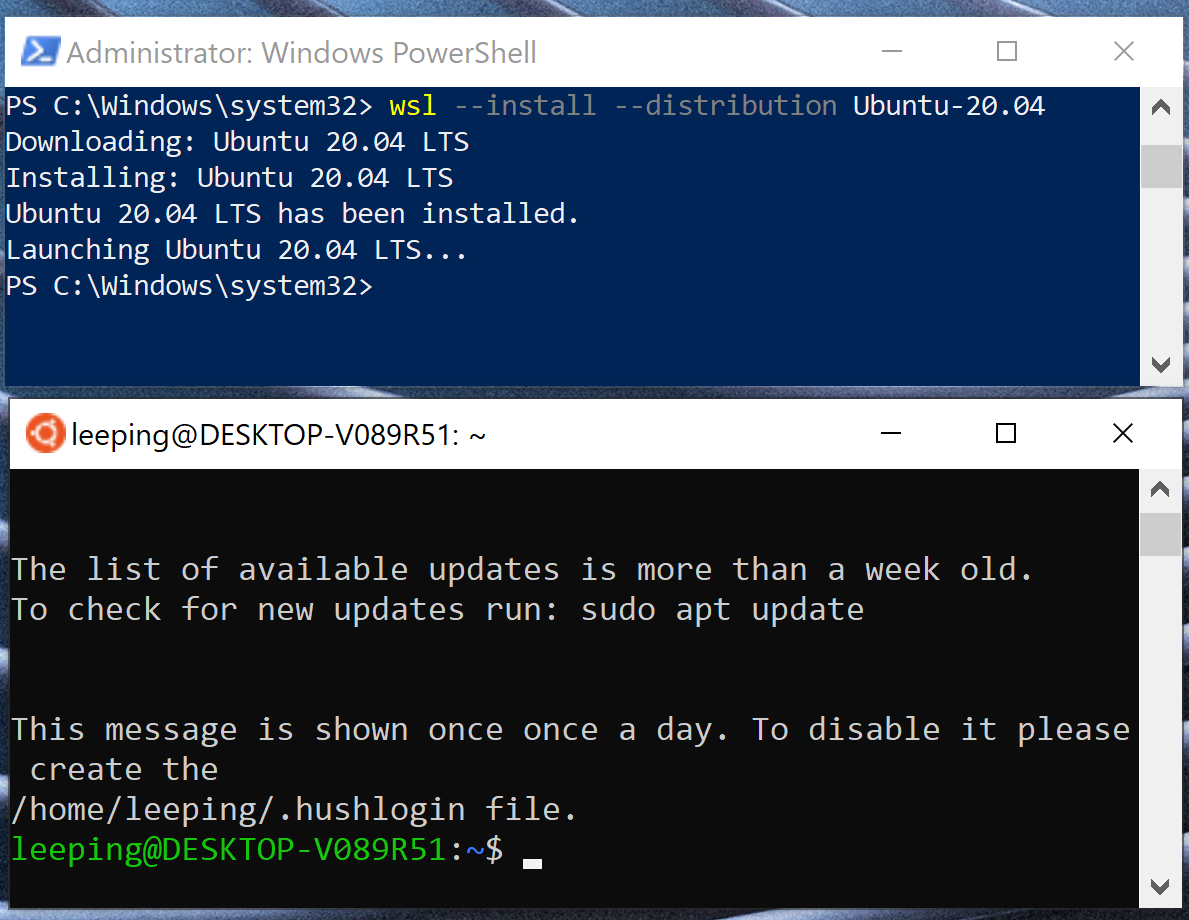 Administrator: Windows PowerShell
PS C:\Windows\system32> wsl --install --distribution Ubuntu-20.04
Downloading: Ubuntu 20.04 LTS
Installing: Ubuntu 20.04 LTS
Ubuntu 20.04 LTS has been installed.
Launching Ubuntu 20.04 LTS...
PS C:\Windows\system32>
leeping@DESKTOP-V089R51: ~
The list of available updates is more than a week old.
To check for new updates run: sudo apt update
This message is shown once once a day. To disable it please
create the
/home/leeping/.hushlogin file.
leeping@DESKTOP-V089R51:~$